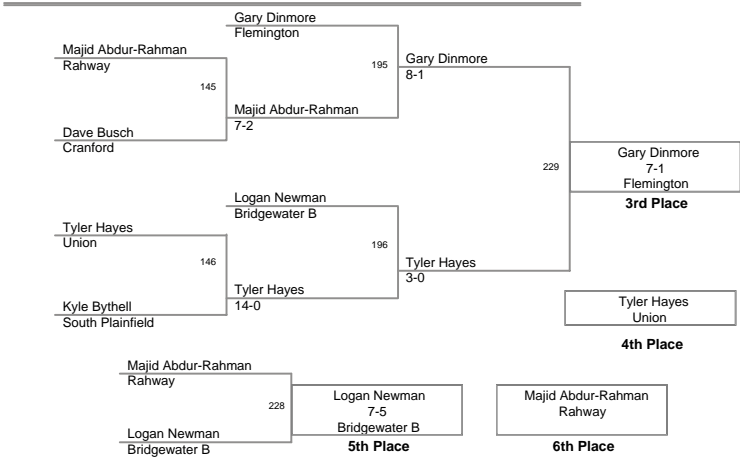 Gary Dinmore
Flemington
Majid Abdur-Rahman
Rahway
195
Gary Dinmore
8-1
145
Majid Abdur-Rahman
7-2
Dave Busch
Cranford
229
Gary Dinmore
7-1
Flemington
3rd Place
Logan Newman
Bridgewater B
Tyler Hayes
Union
196
146
Tyler Hayes
3-0
Tyler Hayes
14-0
Kyle Bythell
South Plainfield
Tyler Hayes
Union
4th Place
Majid Abdur-Rahman
Rahway
228
Logan Newman
7-5
Bridgewater B
5th Place
Logan Newman
Bridgewater B
Majid Abdur-Rahman
Rahway
6th Place